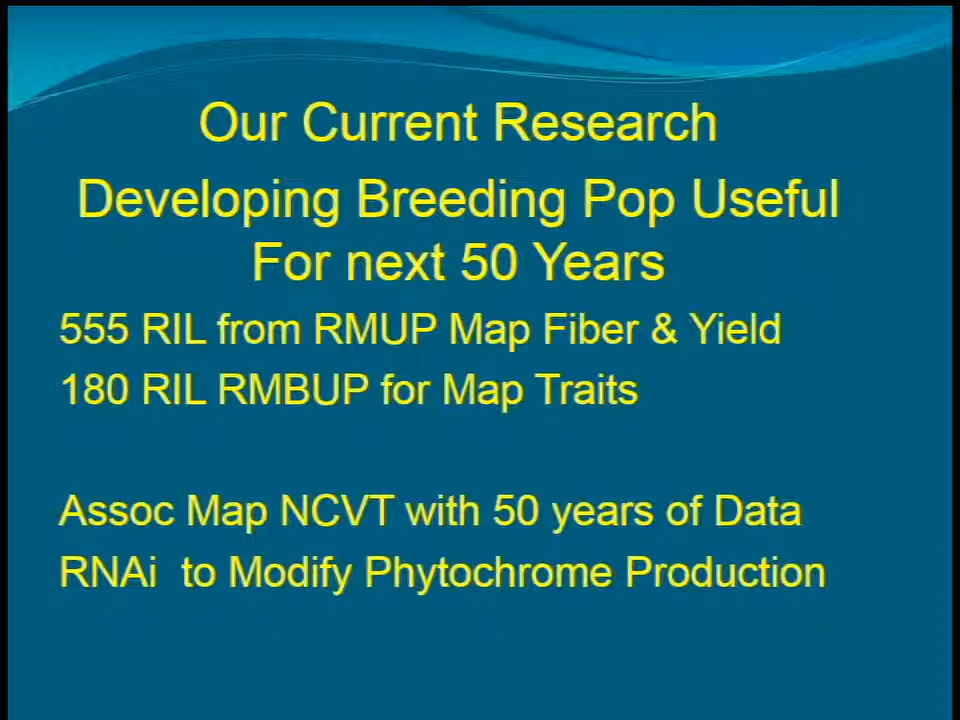 Our Current Research
Developing Breeding Pop Useful
For next 50 Years
555 RIL from RMUP Map Fiber & Yield
180 RIL RMBUP for Map Traits
Assoc Map NCVT with 50 years of Data
RNAi to Modify Phytochrome Production